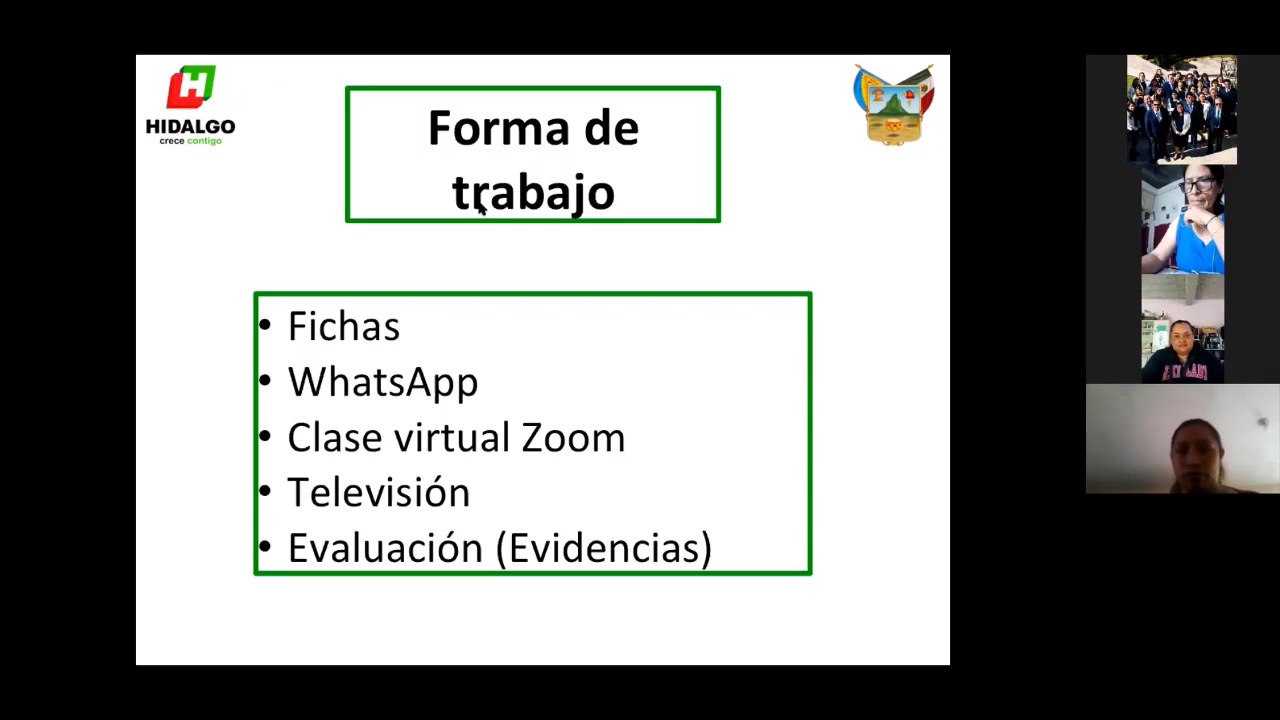 HIDALGO
crece contigo
Forma de
trabajo
• Fichas
• WhatsApp
• Clase virtual Zoom
• Televisión
• Evaluación (Evidencias)